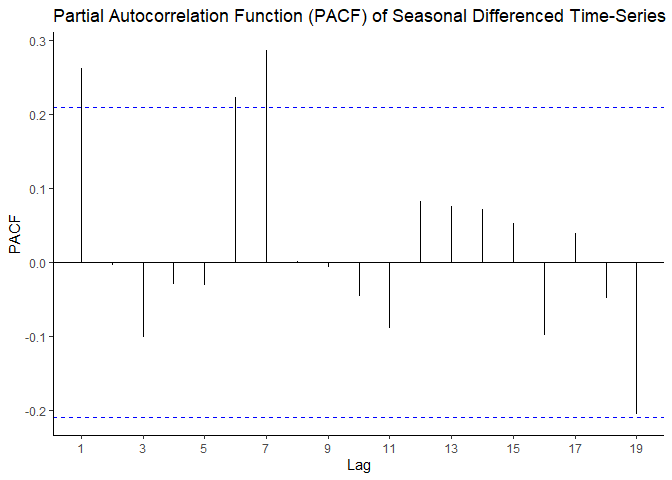 Partial Autocorrelation Function (PACF) of Seasonal Differenced Time-Series
0.3
0.2
0.1
0.0
-0.1
-0.2
PACF
1 3 5 7 9 11 13 15 17 19
Lag